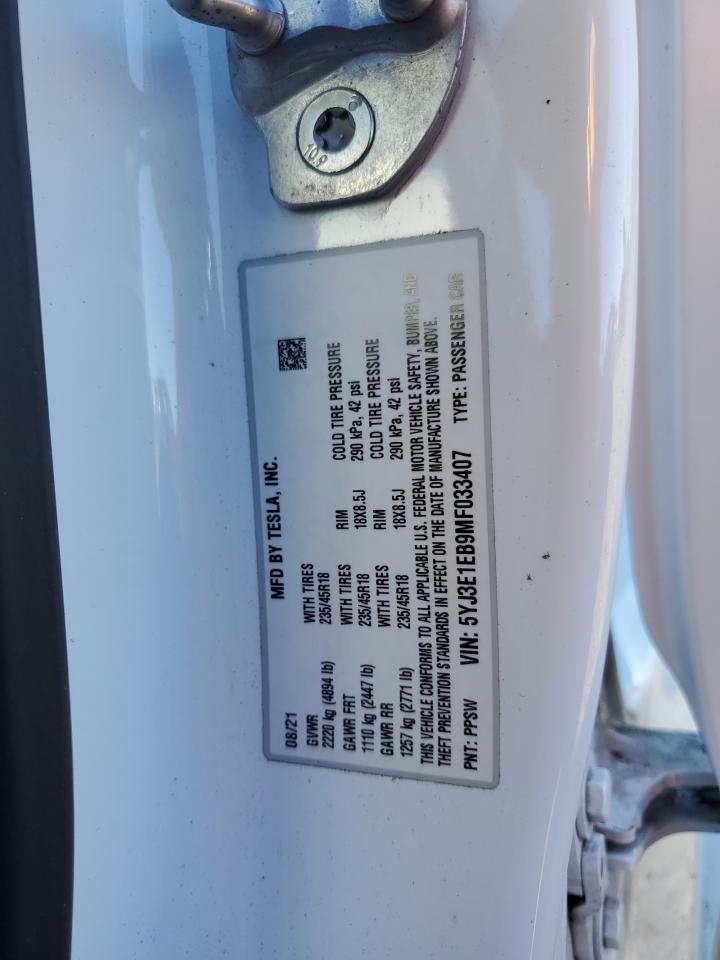 10.9
MFD BY TESLA, INC.
08/21
GVWR WITH TIRES
2220 kg (4894 lb) 235/45R18
GAWR FRT WITH TIRES RIM COLD TIRE PRESSURE
1110 kg (2447 lb) 235/45R18 18X8.5J 290 kPa, 42 psi
GAWR RR WITH TIRES RIM COLD TIRE PRESSURE
1257 kg (2771 lb) 235/45R18 18X8.5J 290 kPa, 42 psi
THIS VEHICLE CONFORMS TO ALL APPLICABLE U.S. FEDERAL MOTOR VEHICLE SAFETY, BUMPER, AND
THEFT PREVENTION STANDARDS IN EFFECT ON THE DATE OF MANUFACTURE SHOWN ABOVE.
PNT: PPSW VIN: 5YJ3E1EB9MF033407 TYPE: PASSENGER CAR